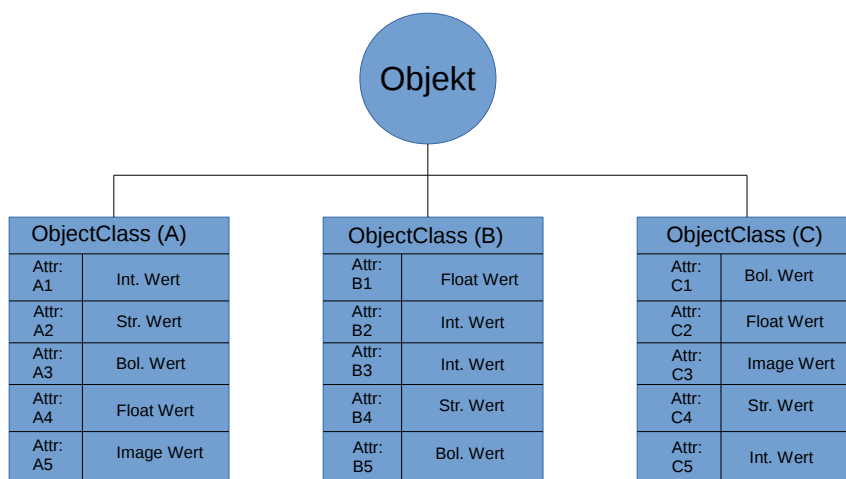 Objekt
ObjectClass (A)
Attr:
A1
Int. Wert
Attr:
A2
Str. Wert
Attr:
A3
Bol. Wert
Attr:
A4
Float Wert
Attr:
A5
Image Wert
ObjectClass (B)
Attr:
B1
Float Wert
Attr:
B2
Int. Wert
Attr:
B3
Int. Wert
Attr:
B4
Str. Wert
Attr:
B5
Bol. Wert
ObjectClass (C)
Attr:
C1
Bol. Wert
Attr:
C2
Float Wert
Attr:
C3
Image Wert
Attr:
C4
Str. Wert
Attr:
C5
Int. Wert